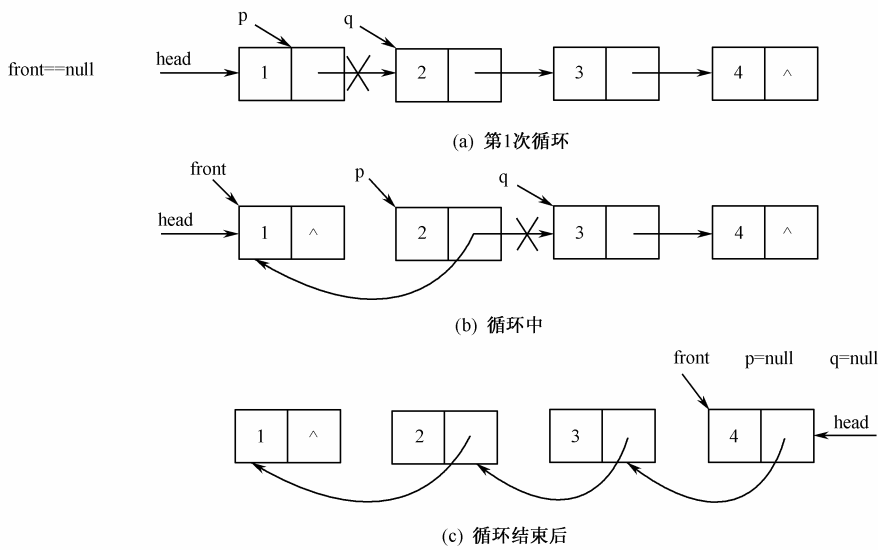 p q
front==null head 1 2 3 4 ^
(a) 第1次循环
front p q
head 1 ^ 2 3 4 ^
(b) 循环中
front p=null q=null
1 ^ 2 3 4 head
(c) 循环结束后